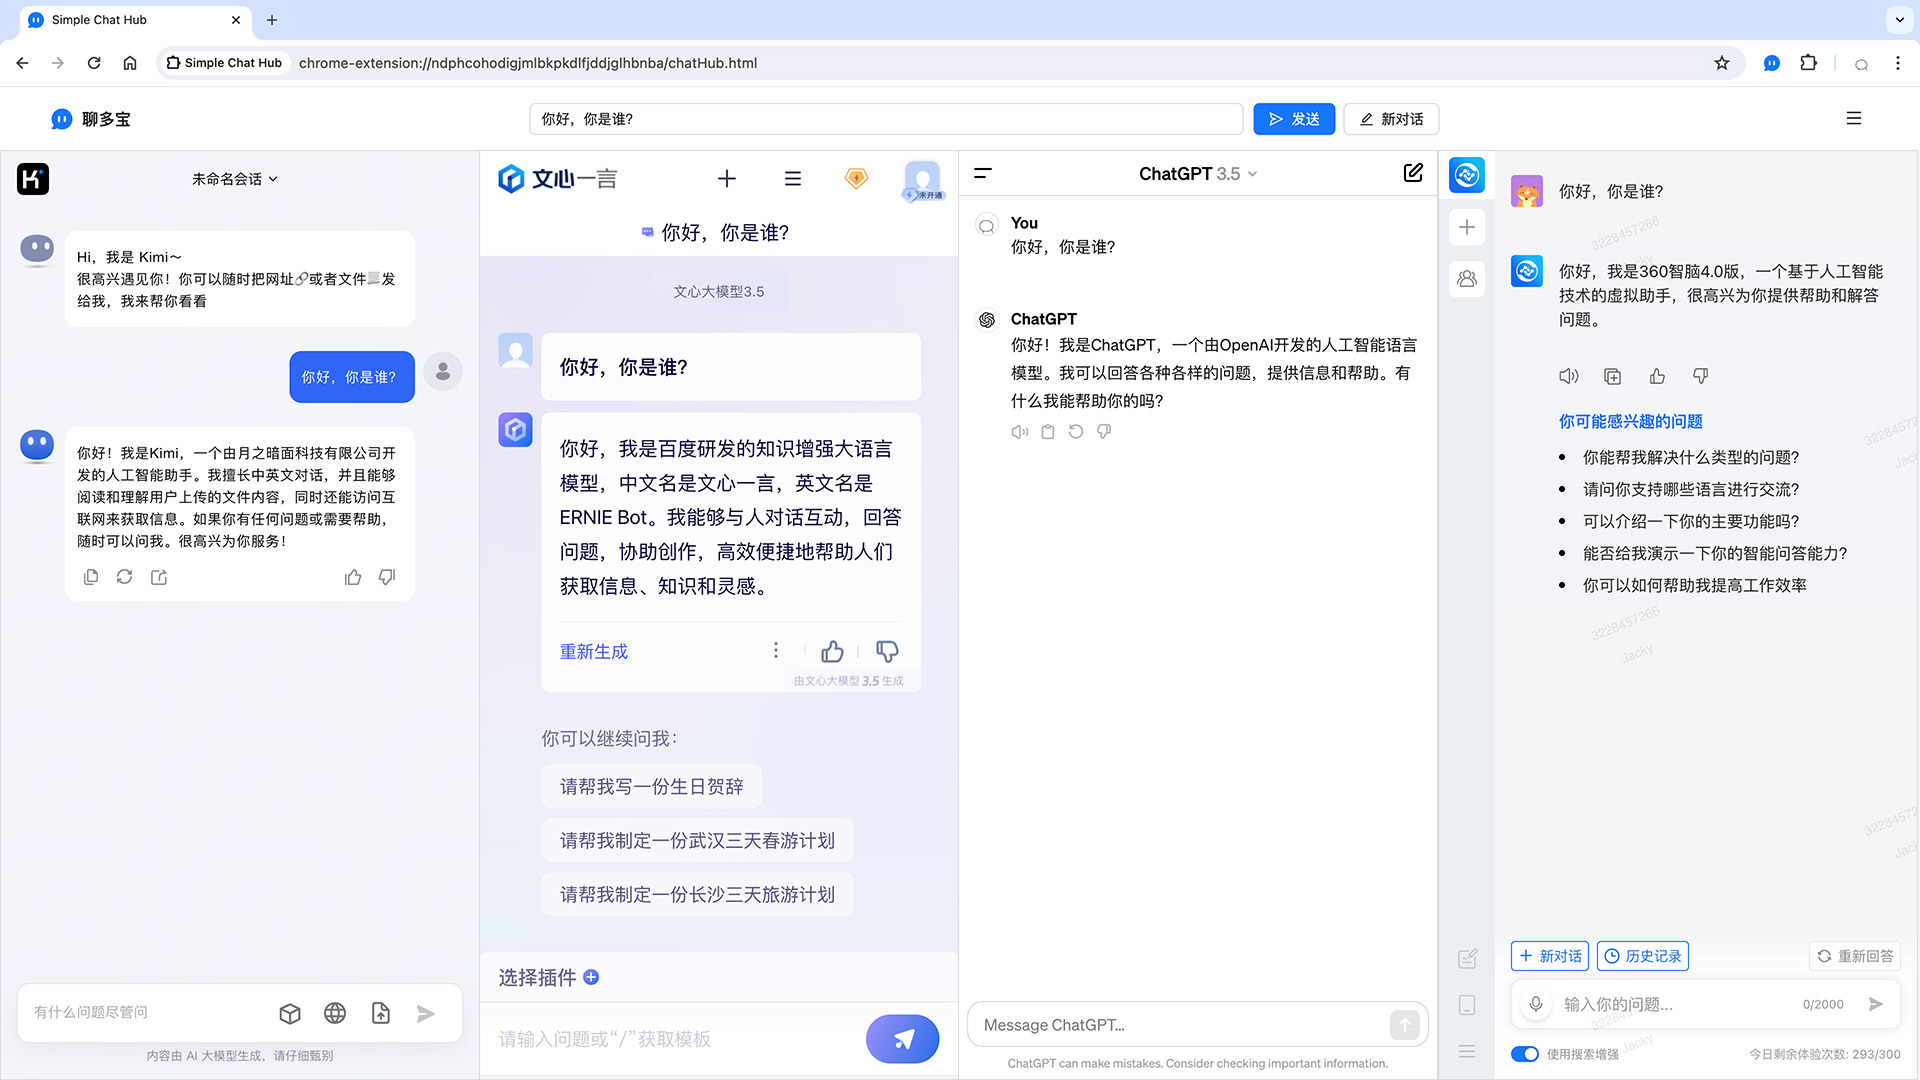 Simple Chat Hub
Simple Chat Hub
chrome-extension://ndphcohodigjmlbkpkdlfjddjglhbnba/chatHub.html
聊多宝
你好，你是谁？
发送
新对话
未命名会话
Hi，我是 Kimi～
很高兴遇见你！你可以随时把网址🔗或者文件📃发
给我，我来帮你看看
你好，你是谁？
你好！我是Kimi，一个由月之暗面科技有限公司开
发的人工智能助手。我擅长中英文对话，并且能够
阅读和理解用户上传的文件内容，同时还能访问互
联网来获取信息。如果你有任何问题或需要帮助，
随时可以问我。很高兴为你服务！
有什么问题尽管问
内容由 AI 大模型生成，请仔细甄别
文心一言
未开通
你好，你是谁？
文心大模型3.5
你好，你是谁？
你好，我是百度研发的知识增强大语言
模型，中文名是文心一言，英文名是
ERNIE Bot。我能够与人对话互动，回答
问题，协助创作，高效便捷地帮助人们
获取信息、知识和灵感。
重新生成
由文心大模型 3.5 生成
你可以继续问我：
请帮我写一份生日贺辞
请帮我制定一份武汉三天春游计划
请帮我制定一份长沙三天旅游计划
选择插件
请输入问题或“/”获取模板
ChatGPT 3.5
You
你好，你是谁？
ChatGPT
你好！我是ChatGPT，一个由OpenAI开发的人工智能语言
模型。我可以回答各种各样的问题，提供信息和帮助。有
什么我能帮助你的吗？
Message ChatGPT...
ChatGPT can make mistakes. Consider checking important information.
你好，你是谁？
3228457266
你好，我是360智脑4.0版，一个基于人工智能
技术的虚拟助手，很高兴为你提供帮助和解答
问题。
你可能感兴趣的问题
你能帮我解决什么类型的问题？
请问你支持哪些语言进行交流？
可以介绍一下你的主要功能吗？
能否给我演示一下你的智能问答能力？
你可以如何帮助我提高工作效率
3228457266
Jacky
新对话
历史记录
重新回答
输入你的问题...
0/2000
使用搜索增强
Jacky
今日剩余体验次数: 293/300